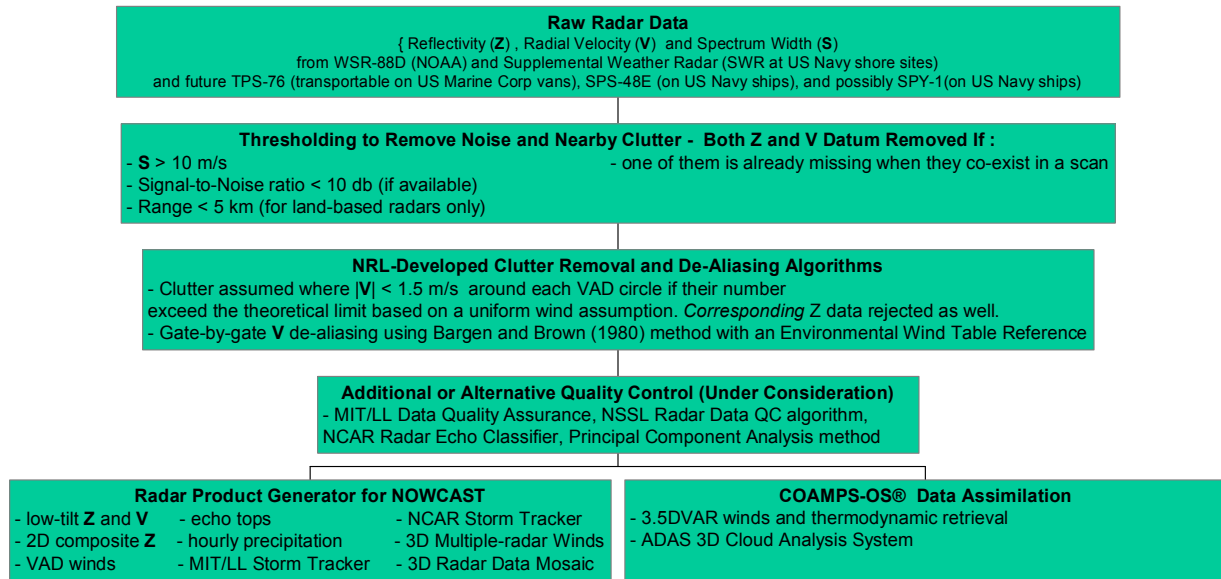 Raw Radar Data
{ Reflectivity (Z) , Radial Velocity (V) and Spectrum Width (S)
from WSR-88D (NOAA) and Supplemental Weather Radar (SWR at US Navy shore sites)
and future TPS-76 (transportable on US Marine Corp vans), SPS-48E (on US Navy ships), and possibly SPY-1(on US Navy ships)
Thresholding to Remove Noise and Nearby Clutter - Both Z and V Datum Removed If :
- S > 10 m/s
- Signal-to-Noise ratio < 10 db (if available)
- Range < 5 km (for land-based radars only)
- one of them is already missing when they co-exist in a scan
NRL-Developed Clutter Removal and De-Aliasing Algorithms
- Clutter assumed where |V| < 1.5 m/s around each VAD circle if their number
exceed the theoretical limit based on a uniform wind assumption. Corresponding Z data rejected as well.
- Gate-by-gate V de-aliasing using Bargen and Brown (1980) method with an Environmental Wind Table Reference
Additional or Alternative Quality Control (Under Consideration)
- MIT/LL Data Quality Assurance, NSSL Radar Data QC algorithm,
NCAR Radar Echo Classifier, Principal Component Analysis method
Radar Product Generator for NOWCAST
- low-tilt Z and V
- 2D composite Z
- VAD winds
- echo tops
- hourly precipitation
- MIT/LL Storm Tracker
- NCAR Storm Tracker
- 3D Multiple-radar Winds
- 3D Radar Data Mosaic
COAMPS-OS® Data Assimilation
- 3.5DVAR winds and thermodynamic retrieval
- ADAS 3D Cloud Analysis System